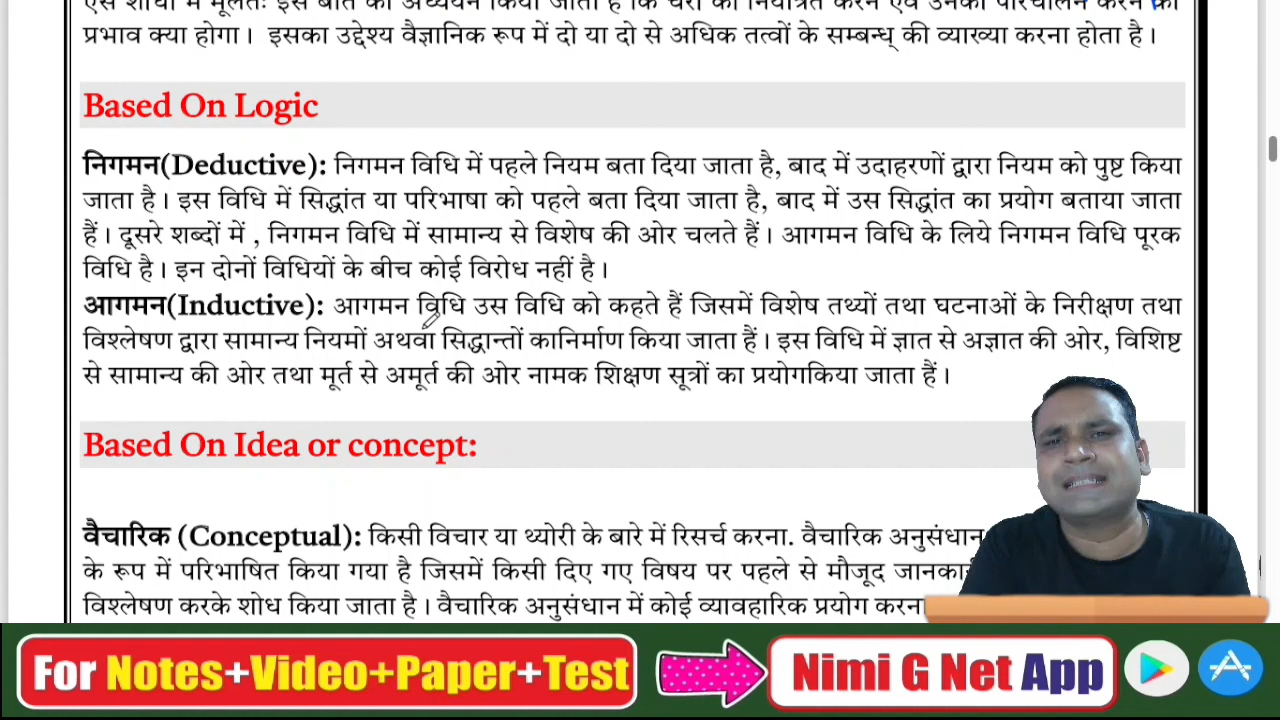 प्रभाव क्या होगा। इसका उद्देश्य वैज्ञानिक रूप में दो या दो से अधिक तत्वों के सम्बन्ध् की व्याख्या करना होता है।
Based On Logic
निगमन(Deductive): निगमन विधि में पहले नियम बता दिया जाता है, बाद में उदाहरणों द्वारा नियम को पुष्ट किया
जाता है। इस विधि में सिद्धांत या परिभाषा को पहले बता दिया जाता है, बाद में उस सिद्धांत का प्रयोग बताया जाता
हैं। दूसरे शब्दों में , निगमन विधि में सामान्य से विशेष की ओर चलते हैं। आगमन विधि के लिये निगमन विधि पूरक
विधि है। इन दोनों विधियों के बीच कोई विरोध नहीं है।
आगमन(Inductive): आगमन विधि उस विधि को कहते हैं जिसमें विशेष तथ्यों तथा घटनाओं के निरीक्षण तथा
विश्लेषण द्वारा सामान्य नियमों अथवा सिद्धान्तों कानिर्माण किया जाता हैं। इस विधि में ज्ञात से अज्ञात की ओर, विशिष्ट
से सामान्य की ओर तथा मूर्त से अमूर्त की ओर नामक शिक्षण सूत्रों का प्रयोगकिया जाता हैं।
Based On Idea or concept:
वैचारिक (Conceptual): किसी विचार या थ्योरी के बारे में रिसर्च करना. वैचारिक अनुसंधान
के रूप में परिभाषित किया गया है जिसमें किसी दिए गए विषय पर पहले से मौजूद
विश्लेषण करके शोध किया जाता है। वैचारिक अनुसंधान में कोई व्यावहारिक प्रयोग
For Notes+Video+Paper+Test Nimi G Net App